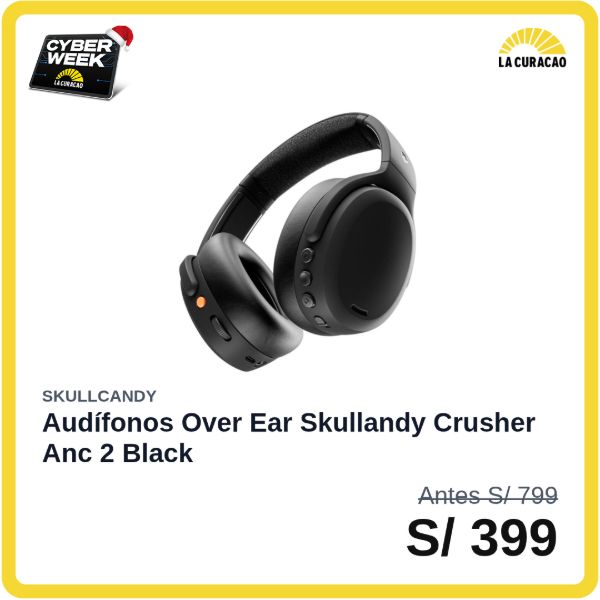 CYBER
WEEK
LA CURACAO
LA CURACAO
SKULLCANDY
Audífonos Over Ear Skullandy Crusher
Anc 2 Black
Antes S/ 799
S/ 399